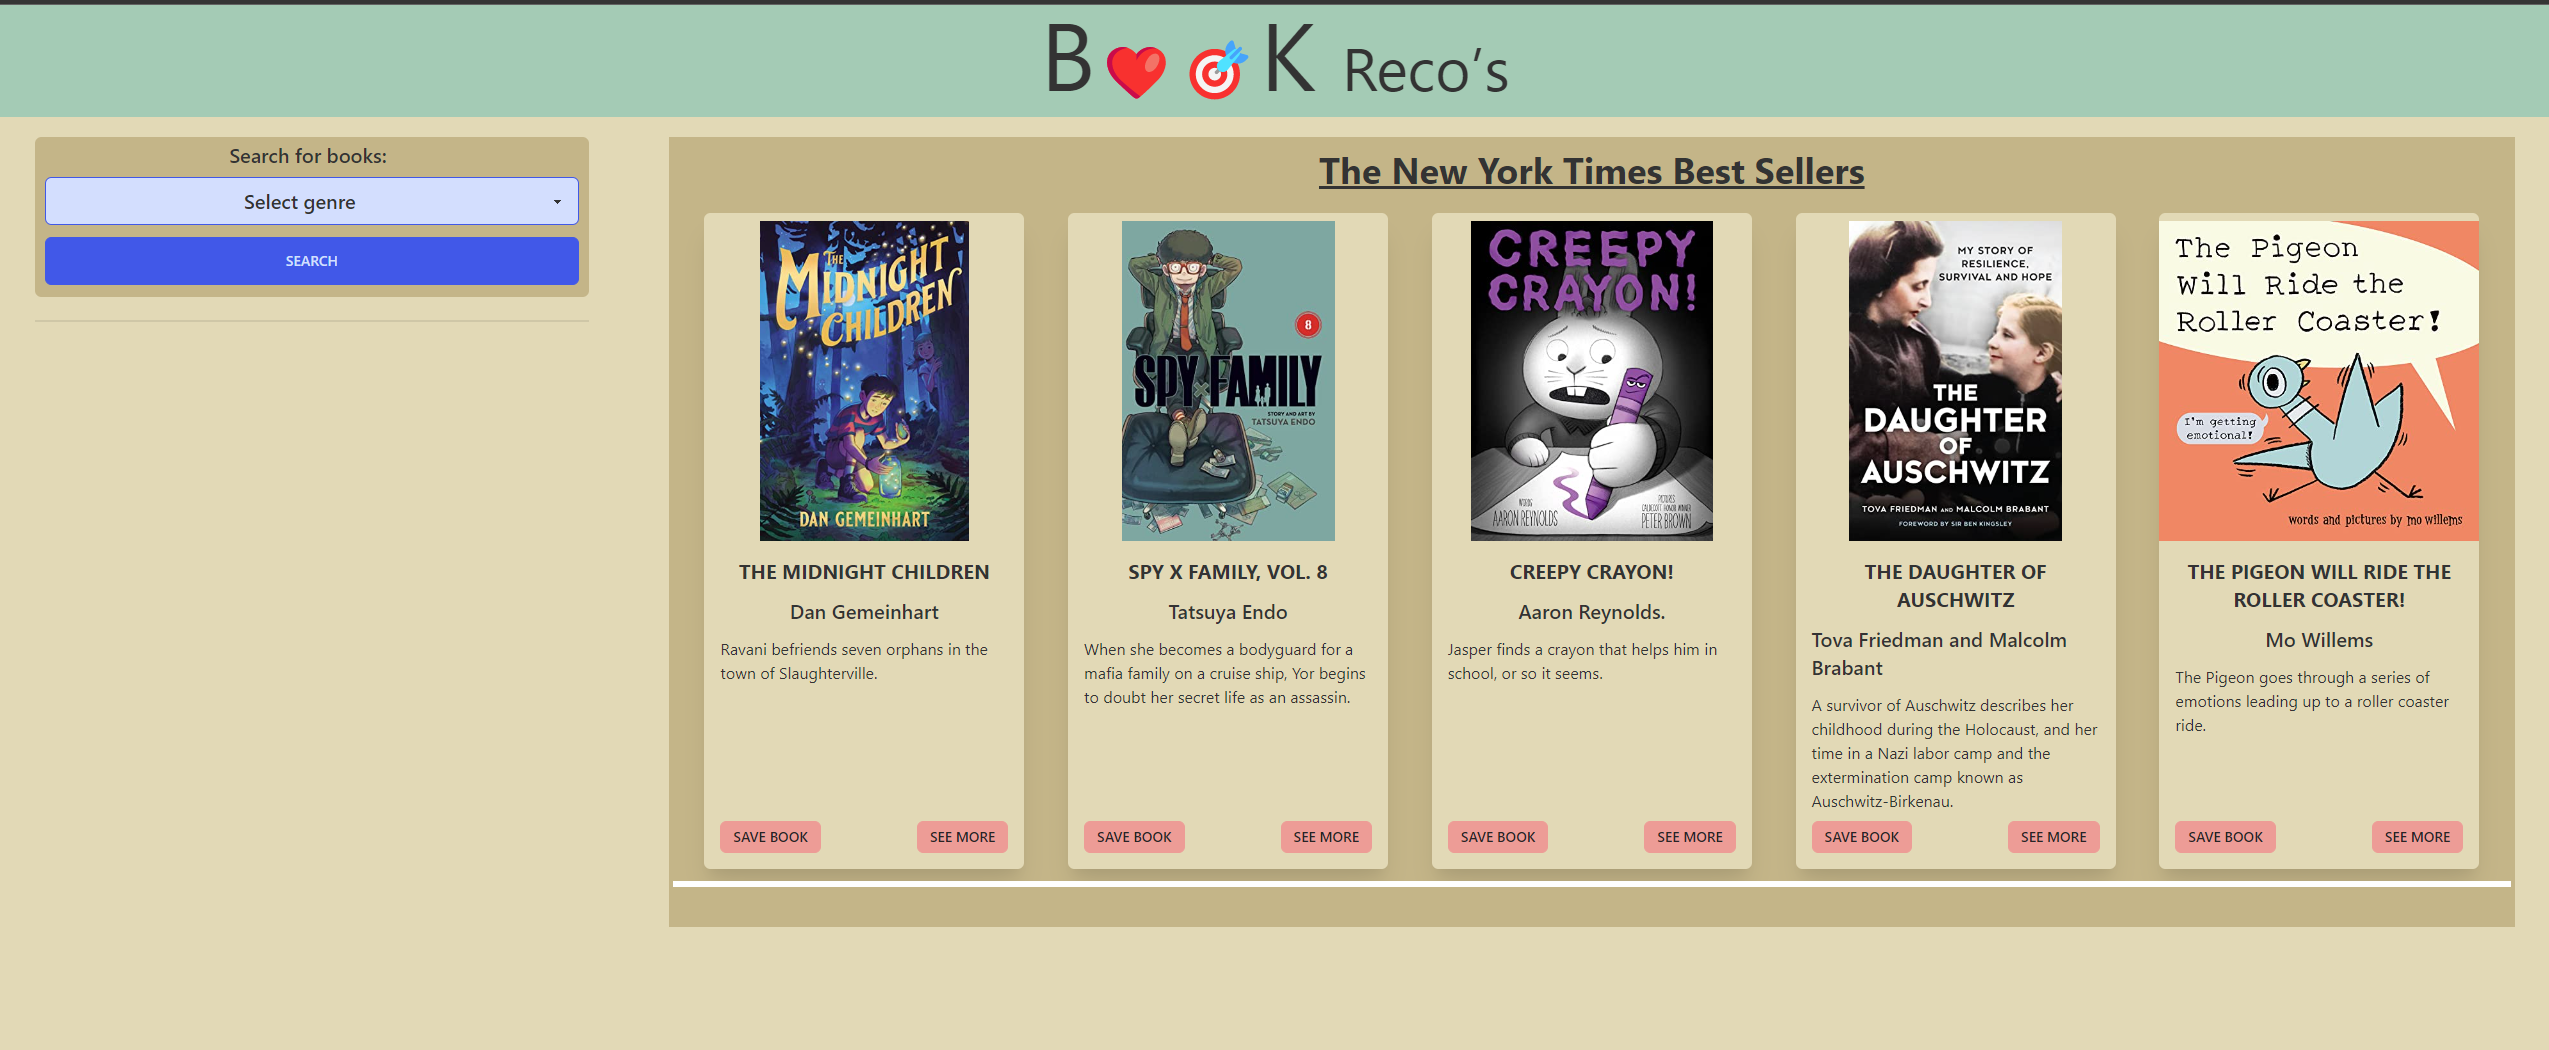 B❤️🎯K Reco's
Search for books:
Select genre
SEARCH
The New York Times Best Sellers
THE
MIDNIGHT
CHILDREN
DAN GEMEINHART
THE MIDNIGHT CHILDREN
Dan Gemeinhart
Ravani befriends seven orphans in the
town of Slaughterville.
SAVE BOOK
SEE MORE
8
SPY×FAMILY
STORY AND ART BY
TATSUYA ENDO
SPY X FAMILY, VOL. 8
Tatsuya Endo
When she becomes a bodyguard for a
mafia family on a cruise ship, Yor begins
to doubt her secret life as an assassin.
SAVE BOOK
SEE MORE
CREEPY
CRAYON!
WORDS
AARON REYNOLDS
PICTURES
CALDECOTT HONOR WINNER
PETER BROWN
CREEPY CRAYON!
Aaron Reynolds.
Jasper finds a crayon that helps him in
school, or so it seems.
SAVE BOOK
SEE MORE
MY STORY OF
RESILIENCE,
SURVIVAL AND HOPE
THE
DAUGHTER
OF
AUSCHWITZ
TOVA FRIEDMAN AND MALCOLM BRABANT
FOREWORD BY SIR BEN KINGSLEY
THE DAUGHTER OF
AUSCHWITZ
Tova Friedman and Malcolm
Brabant
A survivor of Auschwitz describes her
childhood during the Holocaust, and her
time in a Nazi labor camp and the
extermination camp known as
Auschwitz-Birkenau.
SAVE BOOK
SEE MORE
The Pigeon
Will Ride the
Roller Coaster!
I'm getting
emotional!
words and pictures by mo willems
THE PIGEON WILL RIDE THE
ROLLER COASTER!
Mo Willems
The Pigeon goes through a series of
emotions leading up to a roller coaster
ride.
SAVE BOOK
SEE MORE